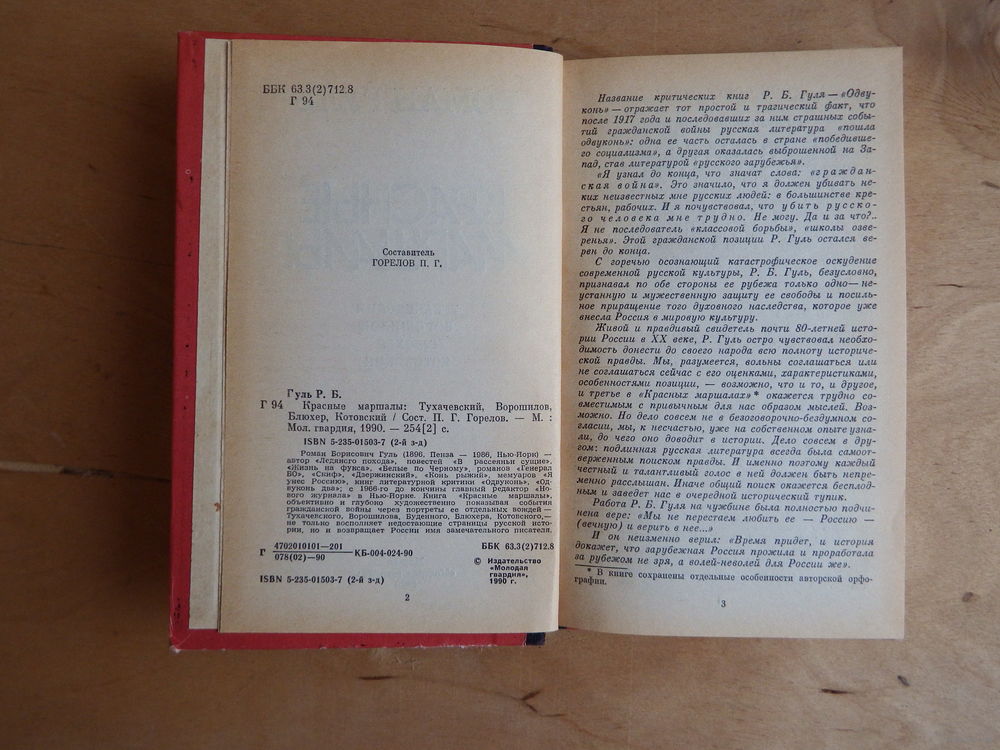 ББК 63.3(2)712.8
Г 94
Составитель
ГОРЕЛОВ П. Г.
Гуль Р. Б.
Г 94 Красные маршалы: Тухачевский, Ворошилов,
Блюхер, Котовский / Сост. П. Г. Горелов. — М. :
Мол. гвардия, 1990. — 254[2] с.
ISBN 5-235-01503-7 (2-й з-д)
Роман Борисович Гуль (1896, Пенза — 1986, Нью-Йорк) —
автор «Ледяного похода», повестей «В рассеяньи сущие»,
«Жизнь на фукса», «Белые по Черному», романов «Генерал
БО», «Скиф», «Дзержинский», «Конь рыжий», мемуаров «Я
унес Россию», книг литературной критики «Одвуконь», «Од-
вуконь два»; с 1966-го до кончины главный редактор «Но-
вого журнала» в Нью-Йорке. Книга «Красные маршалы»,
объективно и глубоко художественно показывая события
гражданской войны через портреты ее отдельных вождей —
Тухачевского, Ворошилова, Буденного, Блюхера, Котовского,—
не только восполняет недостающие страницы русской исто-
рии, но и возвращает России имя замечательного писателя.
Г 4702010101—201
078(02)—90 КБ-004-024-90
ББК 63.3(2)712.8
© Издательство
«Молодая
гвардия»,
1990 г.
ISBN 5-235-01503-7 (2-й з-д)
2
Название критических книг Р. Б. Гуля — «Одву-
конь» — отражает тот простой и трагический факт, что
после 1917 года и последовавших за ним страшных собы-
тий гражданской войны русская литература «пошла
одвуконь»: одна ее часть осталась в стране «победивше-
го социализма», а другая оказалась выброшенной на За-
пад, став литературой «русского зарубежья».
«Я узнал до конца, что значат слова: «граждан-
ская война». Это значило, что я должен убивать не-
ких неизвестных мне русских людей: в большинстве кре-
стьян, рабочих. И я почувствовал, что убить русско-
го человека мне трудно. Не могу. Да и за что?..
Я не последователь «классовой борьбы», «школы озве-
ренья». Этой гражданской позиции Р. Гуль остался ве-
рен до конца.
С горечью осознающий катастрофическое оскудение
современной русской культуры, Р. Б. Гуль, безусловно,
признавал по обе стороны ее рубежа только одно— не-
устанную и мужественную защиту ее свободы и посиль-
ное приращение того духовного наследства, которое уже
внесла Россия в мировую культуру.
Живой и правдивый свидетель почти 80-летней исто-
рии России в XX веке, Р. Гуль остро чувствовал необхо-
димость донести до своего народа всю полноту историче-
ской правды. Мы, разумеется, вольны соглашаться или
не соглашаться сейчас с его оценками, характеристиками,
особенностями позиции, — возможно, что и то, и другое,
и третье в «Красных маршалах»* окажется трудно со-
вместимым с привычным для нас образом мыслей. Воз-
можно. Но дело совсем не в безоговорочно-бездумном со-
гласии, мы, к несчастью, уже на собственном опыте узна-
ли, до чего оно доводит в истории. Дело совсем в дру-
гом: подлинная русская литература всегда была самоот-
верженным поиском правды. И именно поэтому каждый
честный и талантливый голос в ней должен быть непре-
менно расслышан. Иначе общий поиск окажется бесплод-
ным и заведет нас в очередной исторический тупик.
Работа Р. Б. Гуля на чужбине была полностью подчи-
нена вере: «Мы не перестаем любить ее — Россию —
(вечную) и верить в нее...»
И он неизменно верил: «Время придет, и история
докажет, что зарубежная Россия прожила и проработала
за рубежом не зря, а волей-неволей для России же».
* В книге сохранены отдельные особенности авторской орфо-
графии.
3